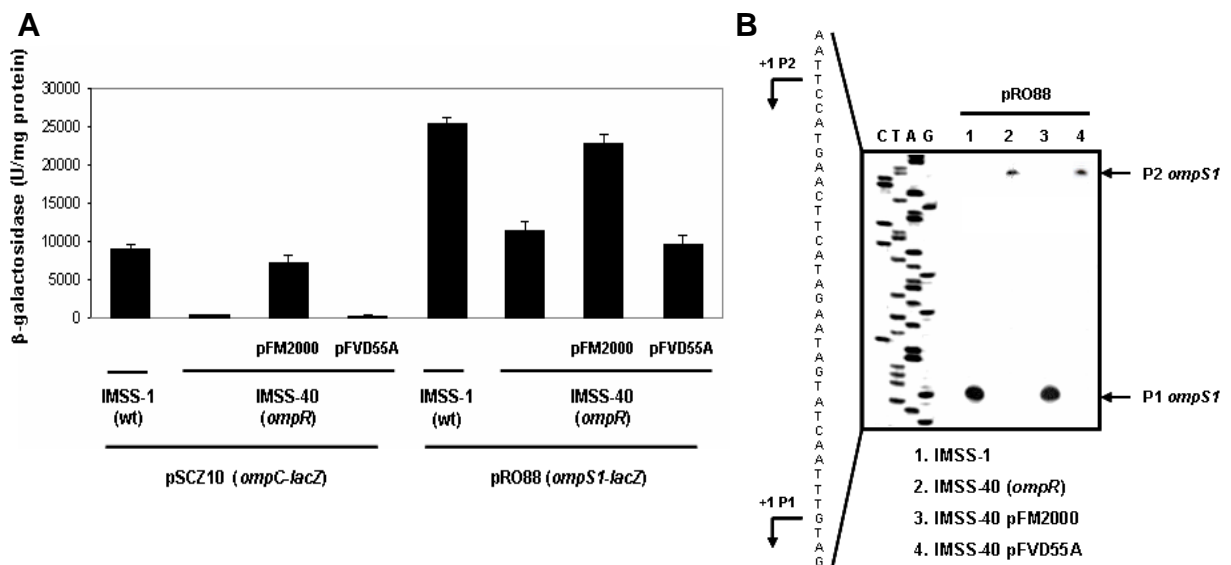 A
β-galactosidase (U/mg protein)
30000
25000
20000
15000
10000
5000
0
pFM2000 pFVD55A pFM2000 pFVD55A
IMSS-1 IMSS-40 IMSS-1 IMSS-40
(wt) (ompR) (wt) (ompR)
pSCZ10 (ompC-lacZ) pRO88 (ompS1-lacZ)
B
+1 P2
AATTCCATGAACTTCATAGAATAGTATCAATTTGTAG
+1 P1
pRO88
C T A G 1 2 3 4
P2 ompS1
P1 ompS1
1. IMSS-1
2. IMSS-40 (ompR)
3. IMSS-40 pFM2000
4. IMSS-40 pFVD55A